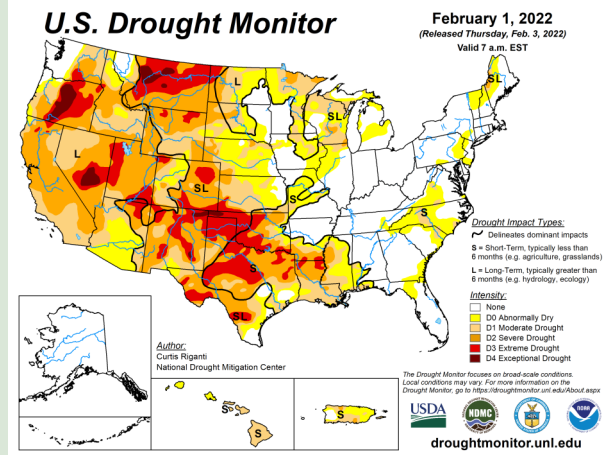 U.S. Drought Monitor
February 1, 2022
(Released Thursday, Feb. 3, 2022)
Valid 7 a.m. EST
L
SL
SL
L
SL
S
S
S
SL
Drought Impact Types:
Delineates dominant impacts
S = Short-Term, typically less than
6 months (e.g. agriculture, grasslands)
L = Long-Term, typically greater than
6 months (e.g. hydrology, ecology)
Intensity:
None
D0 Abnormally Dry
D1 Moderate Drought
D2 Severe Drought
D3 Extreme Drought
D4 Exceptional Drought
Author:
Curtis Riganti
National Drought Mitigation Center
S
S
S
The Drought Monitor focuses on broad-scale conditions.
Local conditions may vary. For more information on the
Drought Monitor, go to https://droughtmonitor.unl.edu/About.aspx
USDA
NDMC
NOAA
droughtmonitor.unl.edu